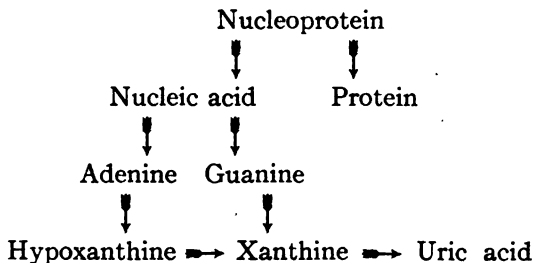 Nucleoprotein
Nucleic acid Protein
Adenine Guanine
Hypoxanthine Xanthine Uric acid